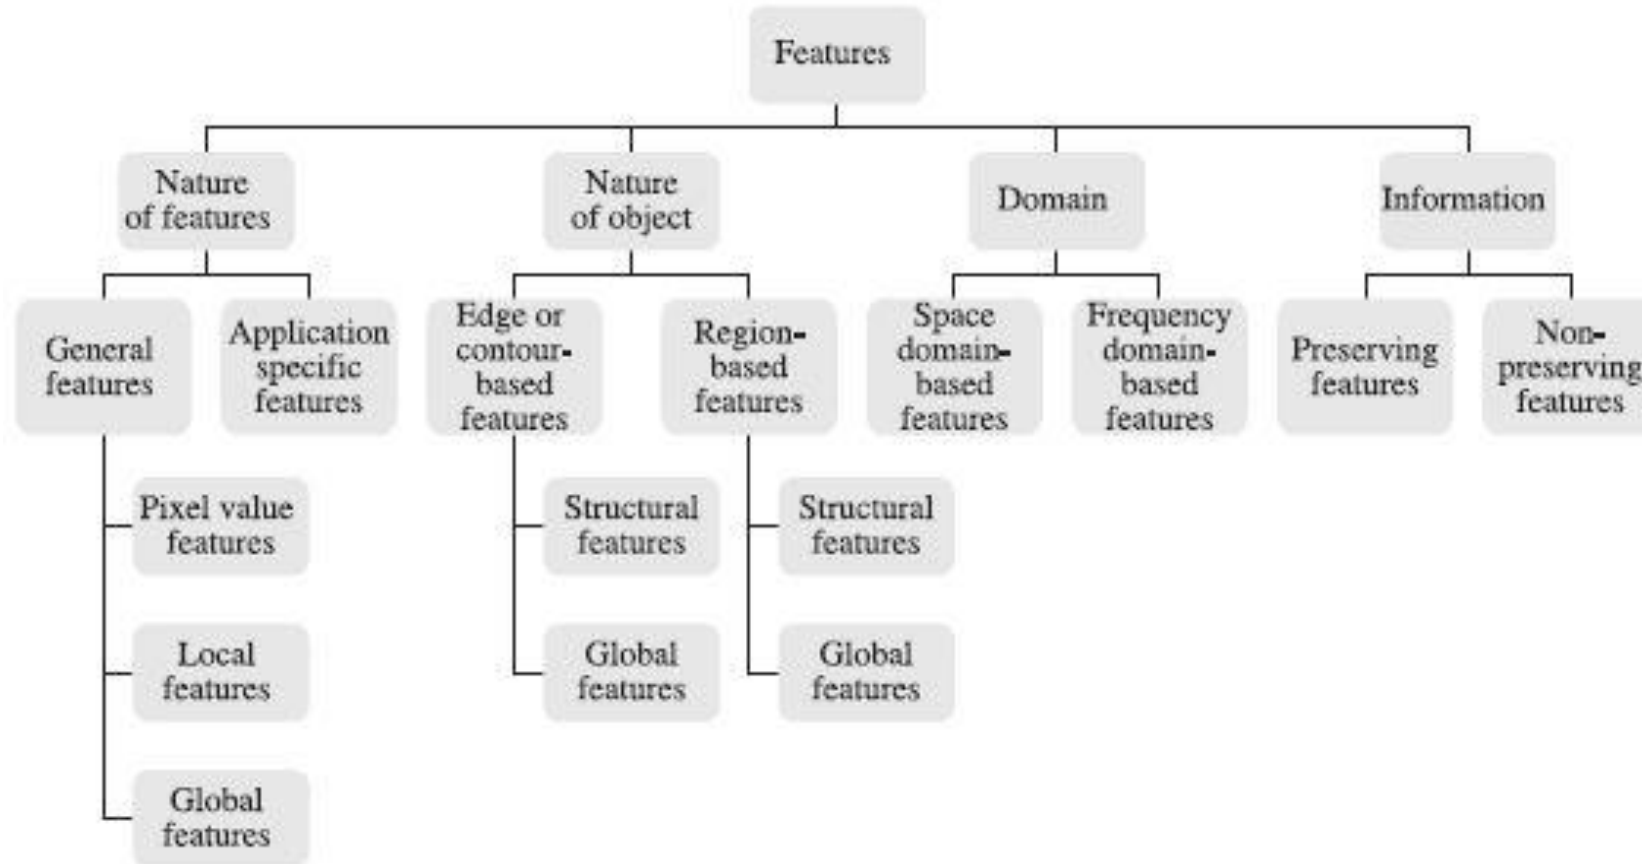 Features
Nature
of features
Nature
of object
Domain
Information
General
features
Application
specific
features
Edge or
contour-
based
features
Region-
based
features
Space
domain-
based
features
Frequency
domain-
based
features
Preserving
features
Non-
preserving
features
Pixel value
features
Structural
features
Structural
features
Local
features
Global
features
Global
features
Global
features